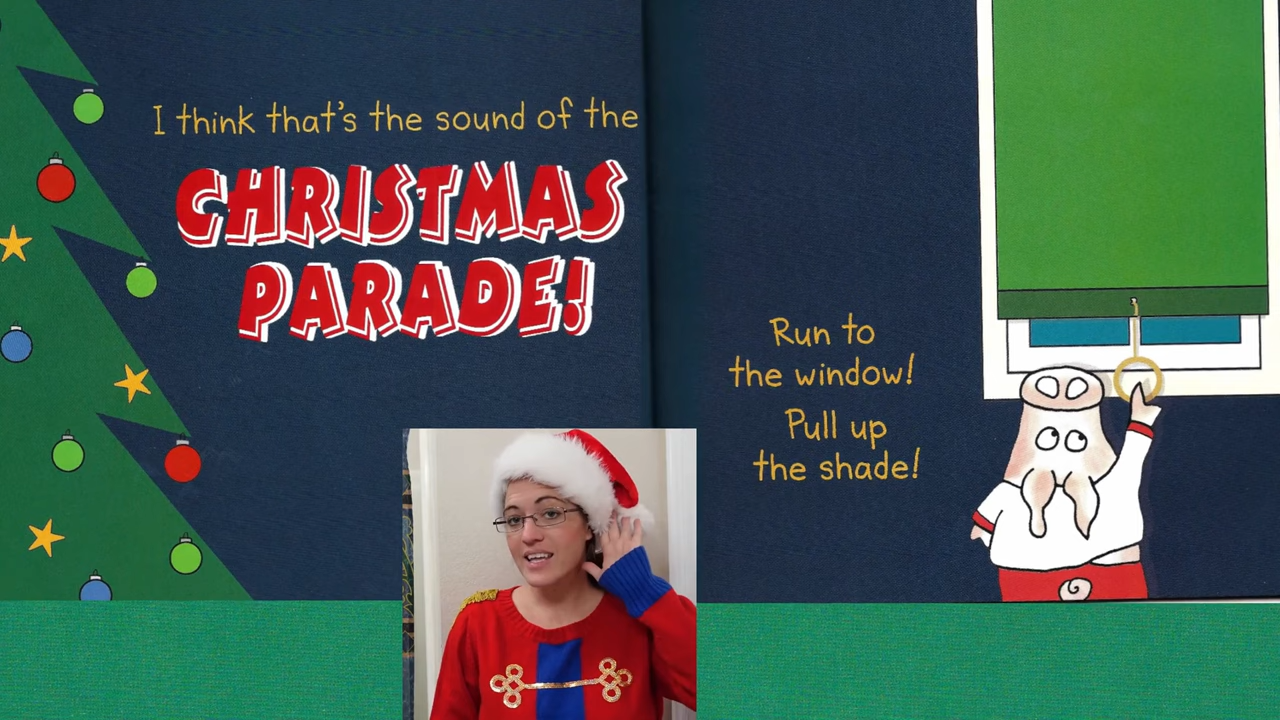 I think that's the sound of the
CHRISTMAS
PARADE!
Run to
the window!
Pull up
the shade!